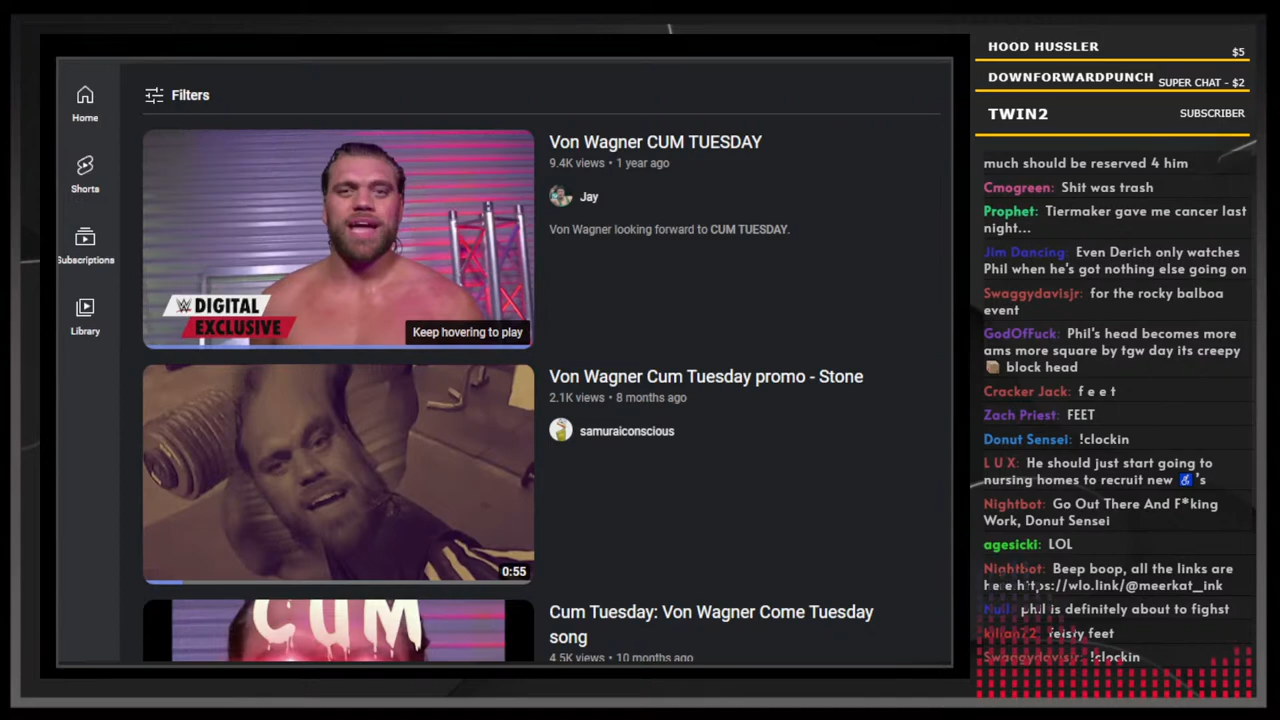 Home
Shorts
Subscriptions
Library
Filters
DIGITAL
EXCLUSIVE
Keep hovering to play
Von Wagner CUM TUESDAY
9.4K views • 1 year ago
Jay
Von Wagner looking forward to CUM TUESDAY.
0:55
Von Wagner Cum Tuesday promo - Stone
2.1K views • 8 months ago
samuraiconscious
CUM
Cum Tuesday: Von Wagner Come Tuesday
song
4.5K views • 10 months ago
HOOD HUSSLER $5
DOWNFORWARDPUNCH SUPER CHAT - $2
TWIN2 SUBSCRIBER
much should be reserved 4 him
Cmogreen: Shit was trash
Prophet: Tiermaker gave me cancer last
night...
Jim Dancing: Even Derich only watches
Phil when he's got nothing else going on
Swaggydavisjr: for the rocky balboa
event
GodOfFuck: Phil's head becomes more
ams more square by tgw day its creepy
block head
Cracker Jack: f e e t
Zach Priest: FEET
Donut Sensei: !clockin
L U X: He should just start going to
nursing homes to recruit new ♿'s
Nightbot: Go Out There And F*king
Work, Donut Sensei
agesicki: LOL
Nightbot: Beep boop, all the links are
here https://wlo.link/@meerkat_ink
Null: phil is definitely about to fighst
feisty feet
Swaggydavisjr: !clockin